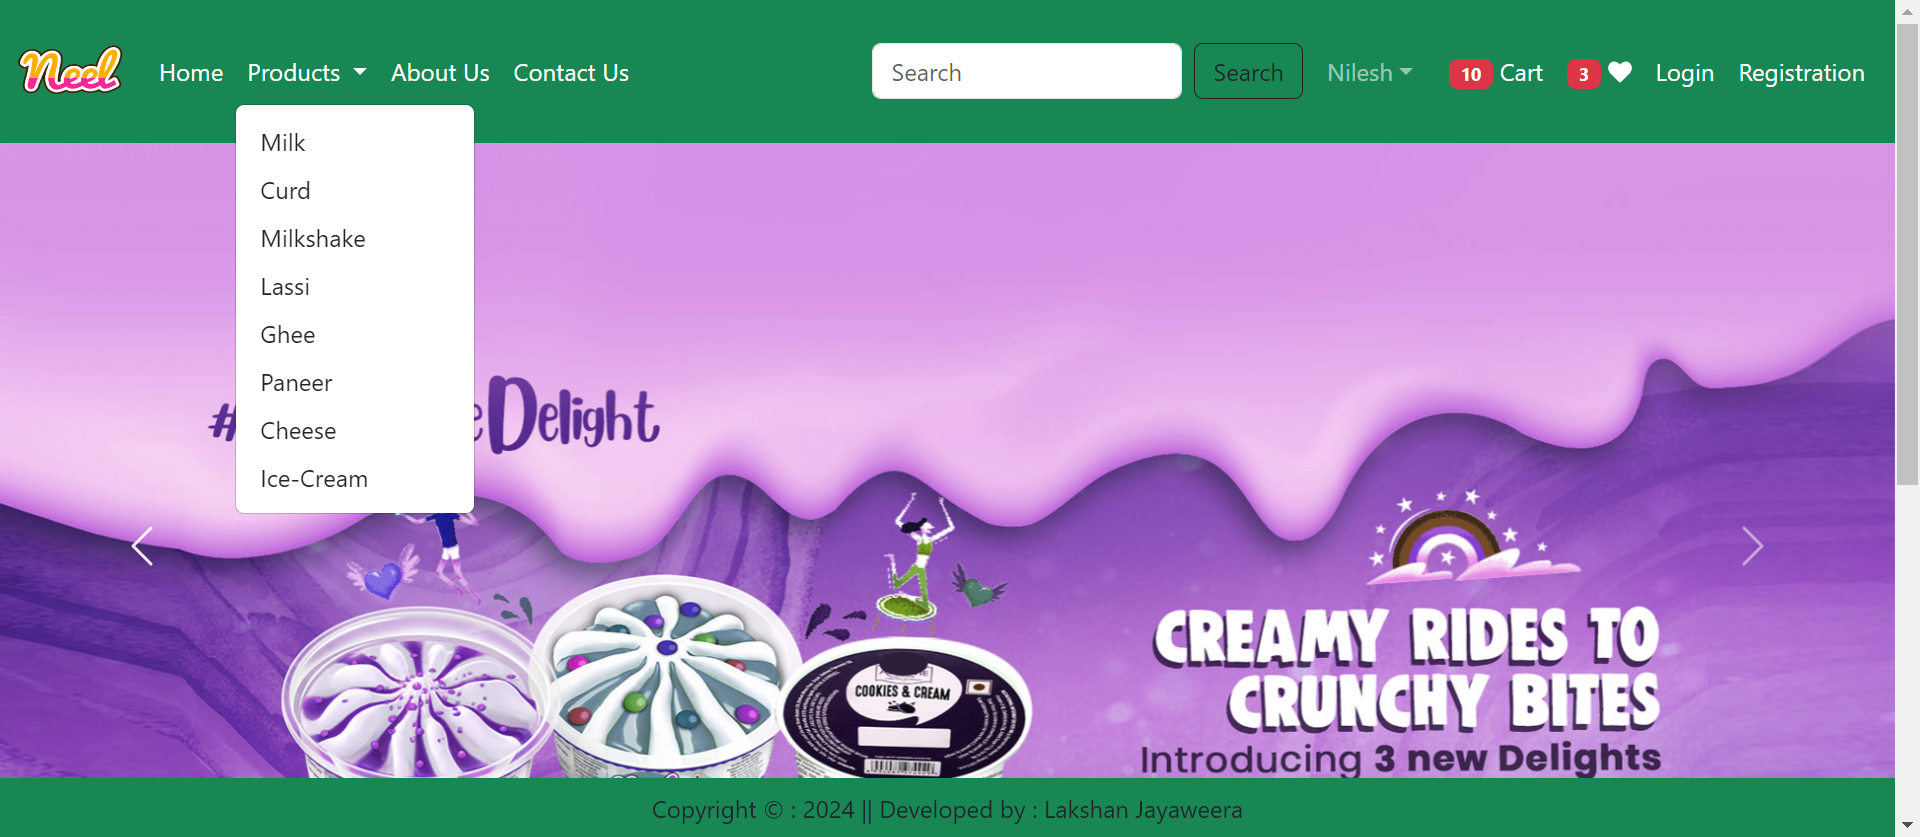 Neel
Home Products About Us Contact Us
Search Search Nilesh 10 Cart 3 Login Registration
Milk
Curd
Milkshake
Lassi
Ghee
Paneer
Cheese
Ice-Cream
# eDelight
COOKIES & CREAM
CREAMY RIDES TO
CRUNCHY BITES
Introducing 3 new Delights
Copyright © : 2024 || Developed by : Lakshan Jayaweera